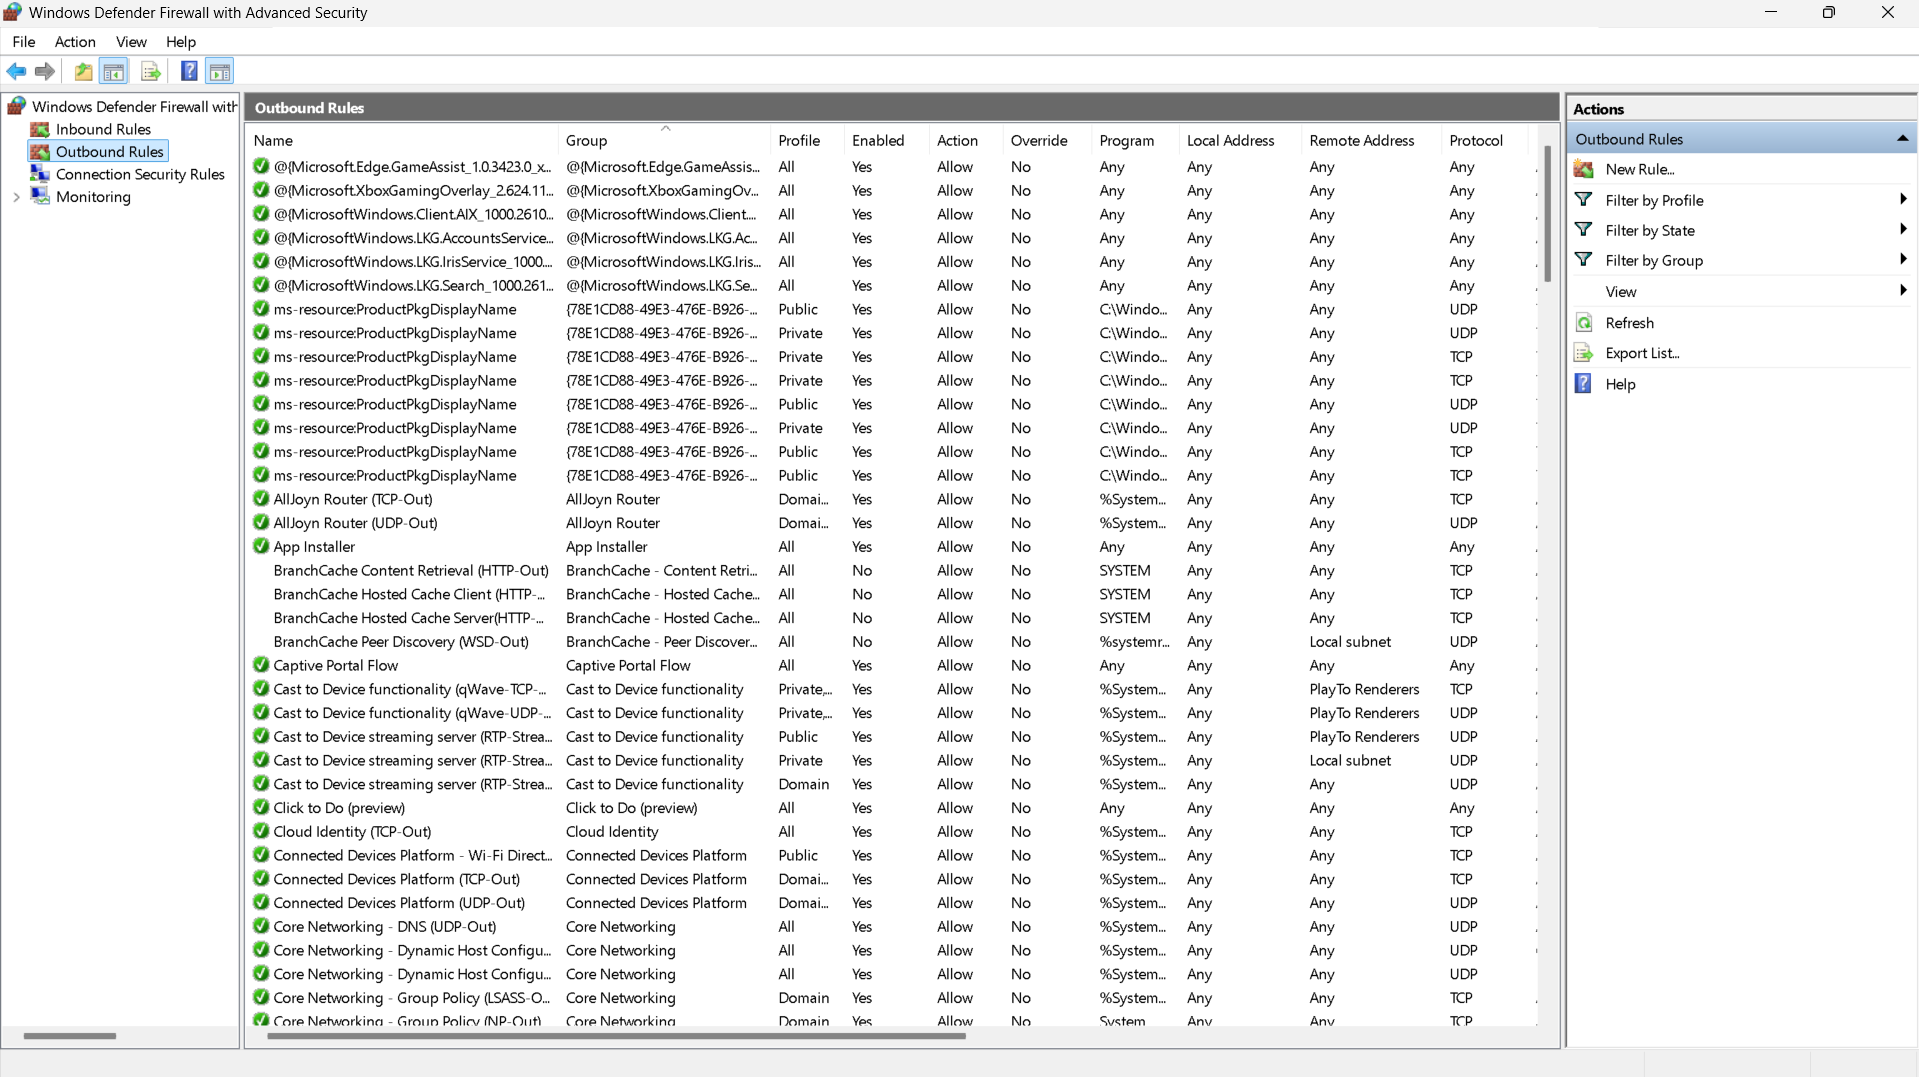 Windows Defender Firewall with Advanced Security
File Action View Help
Windows Defender Firewall with
Inbound Rules
Outbound Rules
Connection Security Rules
Monitoring
Outbound Rules
Name Group Profile Enabled Action Override Program Local Address Remote Address Protocol
@{Microsoft.Edge.GameAssist_1.0.3423.0_x... @{Microsoft.Edge.GameAssis... All Yes Allow No Any Any Any Any
@{Microsoft.XboxGamingOverlay_2.624.11... @{Microsoft.XboxGamingOv... All Yes Allow No Any Any Any Any
@{MicrosoftWindows.Client.AIX_1000.2610... @{MicrosoftWindows.Client.... All Yes Allow No Any Any Any Any
@{MicrosoftWindows.LKG.AccountsService... @{MicrosoftWindows.LKG.Ac... All Yes Allow No Any Any Any Any
@{MicrosoftWindows.LKG.IrisService_1000.... @{MicrosoftWindows.LKG.Iris... All Yes Allow No Any Any Any Any
@{MicrosoftWindows.LKG.Search_1000.261... @{MicrosoftWindows.LKG.Se... All Yes Allow No Any Any Any Any
ms-resource:ProductPkgDisplayName {78E1CD88-49E3-476E-B926-... Public Yes Allow No C:\Windo... Any Any UDP
ms-resource:ProductPkgDisplayName {78E1CD88-49E3-476E-B926-... Private Yes Allow No C:\Windo... Any Any UDP
ms-resource:ProductPkgDisplayName {78E1CD88-49E3-476E-B926-... Private Yes Allow No C:\Windo... Any Any TCP
ms-resource:ProductPkgDisplayName {78E1CD88-49E3-476E-B926-... Private Yes Allow No C:\Windo... Any Any TCP
ms-resource:ProductPkgDisplayName {78E1CD88-49E3-476E-B926-... Public Yes Allow No C:\Windo... Any Any UDP
ms-resource:ProductPkgDisplayName {78E1CD88-49E3-476E-B926-... Private Yes Allow No C:\Windo... Any Any UDP
ms-resource:ProductPkgDisplayName {78E1CD88-49E3-476E-B926-... Public Yes Allow No C:\Windo... Any Any TCP
ms-resource:ProductPkgDisplayName {78E1CD88-49E3-476E-B926-... Public Yes Allow No C:\Windo... Any Any TCP
AllJoyn Router (TCP-Out) AllJoyn Router Domai... Yes Allow No %System... Any Any TCP
AllJoyn Router (UDP-Out) AllJoyn Router Domai... Yes Allow No %System... Any Any UDP
App Installer App Installer All Yes Allow No Any Any Any Any
BranchCache Content Retrieval (HTTP-Out) BranchCache - Content Retri... All No Allow No SYSTEM Any Any TCP
BranchCache Hosted Cache Client (HTTP-... BranchCache - Hosted Cache... All No Allow No SYSTEM Any Any TCP
BranchCache Hosted Cache Server(HTTP-... BranchCache - Hosted Cache... All No Allow No SYSTEM Any Any TCP
BranchCache Peer Discovery (WSD-Out) BranchCache - Peer Discover... All No Allow No %systemr... Any Local subnet UDP
Captive Portal Flow Captive Portal Flow All Yes Allow No Any Any Any Any
Cast to Device functionality (qWave-TCP-... Cast to Device functionality Private,... Yes Allow No %System... Any PlayTo Renderers TCP
Cast to Device functionality (qWave-UDP-... Cast to Device functionality Private,... Yes Allow No %System... Any PlayTo Renderers UDP
Cast to Device streaming server (RTP-Strea... Cast to Device functionality Public Yes Allow No %System... Any PlayTo Renderers UDP
Cast to Device streaming server (RTP-Strea... Cast to Device functionality Private Yes Allow No %System... Any Local subnet UDP
Cast to Device streaming server (RTP-Strea... Cast to Device functionality Domain Yes Allow No %System... Any Any UDP
Click to Do (preview) Click to Do (preview) All Yes Allow No Any Any Any Any
Cloud Identity (TCP-Out) Cloud Identity All Yes Allow No %System... Any Any TCP
Connected Devices Platform - Wi-Fi Direct... Connected Devices Platform Public Yes Allow No %System... Any Any TCP
Connected Devices Platform (TCP-Out) Connected Devices Platform Domai... Yes Allow No %System... Any Any TCP
Connected Devices Platform (UDP-Out) Connected Devices Platform Domai... Yes Allow No %System... Any Any UDP
Core Networking - DNS (UDP-Out) Core Networking All Yes Allow No %System... Any Any UDP
Core Networking - Dynamic Host Configu... Core Networking All Yes Allow No %System... Any Any UDP
Core Networking - Dynamic Host Configu... Core Networking All Yes Allow No %System... Any Any UDP
Core Networking - Group Policy (LSASS-O... Core Networking Domain Yes Allow No %System... Any Any TCP
Core Networking - Group Policy (NP-Out) Core Networking Domain Yes Allow No System Any Any TCP
Actions
Outbound Rules
New Rule...
Filter by Profile
Filter by State
Filter by Group
View
Refresh
Export List...
Help